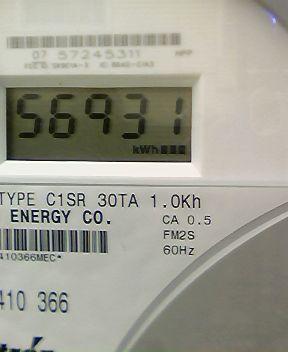 07 57245311 MPP
56931
kWh
TYPE C1SR 30TA 1.0Kh
ENERGY CO.
CA 0.5
FM2S
60Hz
410366MEC*
410 366